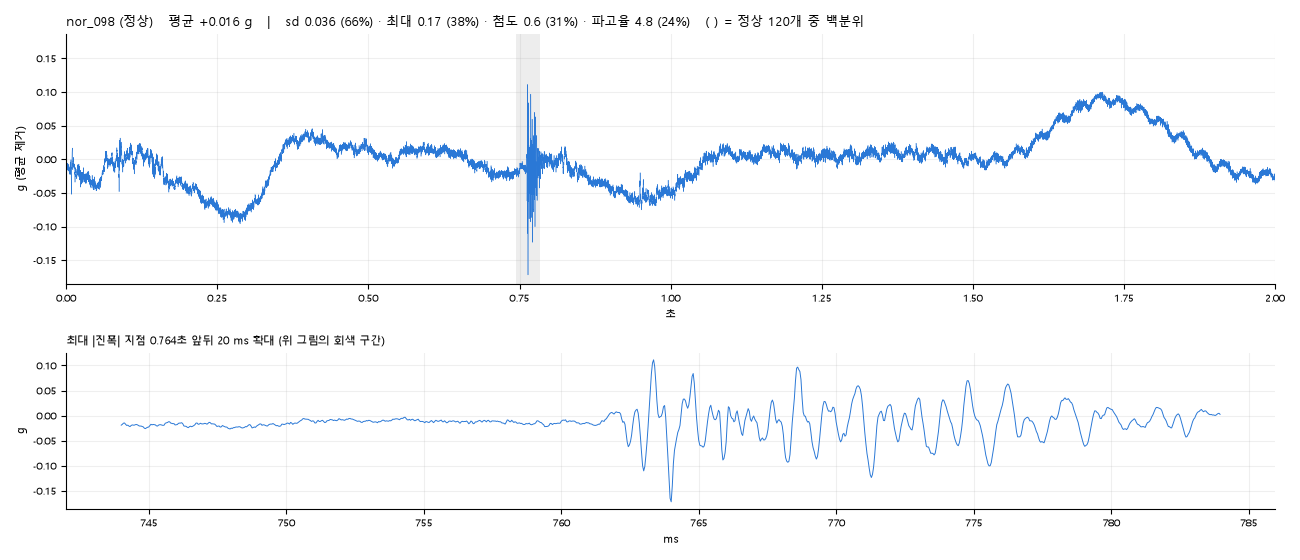 nor_098 (정상)    평균 +0.016 g    |    sd 0.036 (66%) · 최대 0.17 (38%) · 첨도 0.6 (31%) · 파고율 4.8 (24%)    ( ) = 정상 120개 중 백분위
g (평균 제거)
0.15
0.10
0.05
0.00
-0.05
-0.10
-0.15
0.00 0.25 0.50 0.75 1.00 1.25 1.50 1.75 2.00
초
최대 |진폭| 지점 0.764초 앞뒤 20 ms 확대 (위 그림의 회색 구간)
g
0.10
0.05
0.00
-0.05
-0.10
-0.15
745 750 755 760 765 770 775 780 785
ms